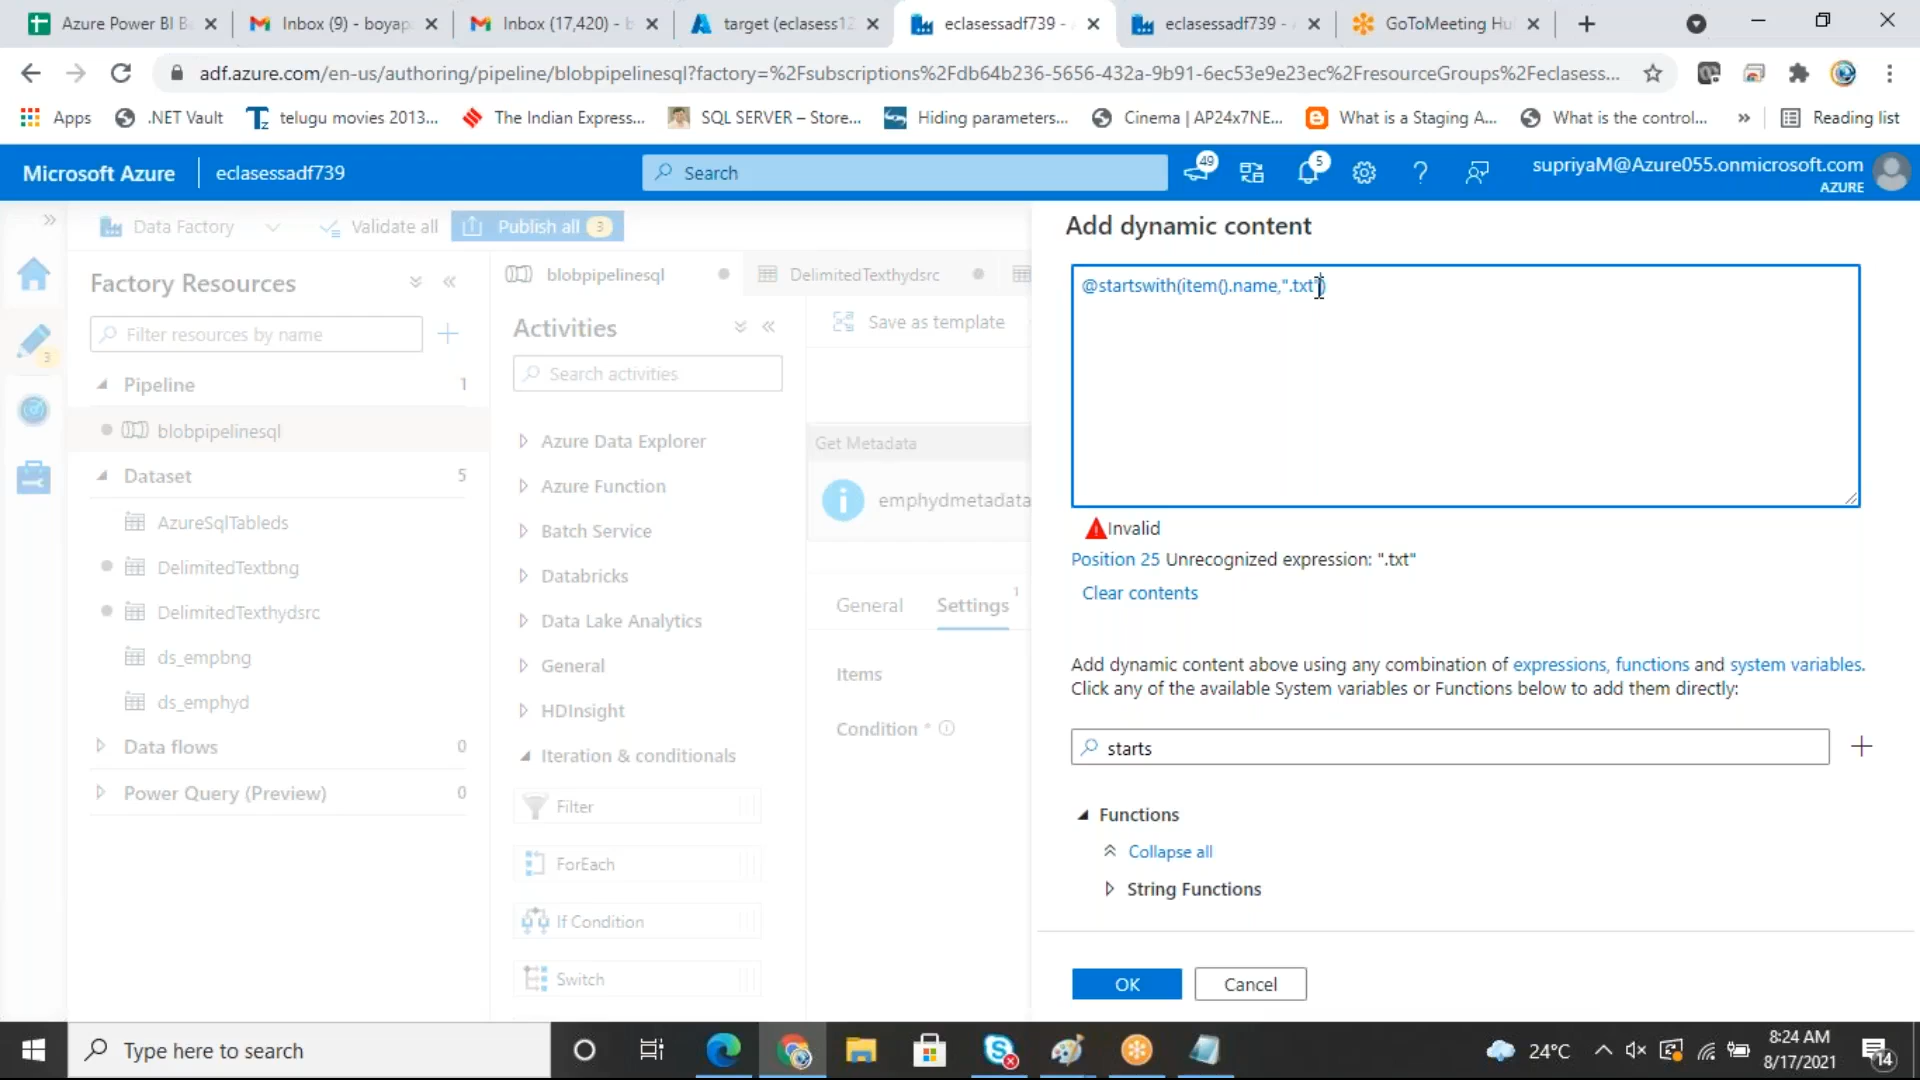 Azure Power BI B
Inbox (9) - boyap
Inbox (17,420) - b
target (eclasess12
eclasessadf739 -
eclasessadf739 -
GoToMeeting Hu
adf.azure.com/en-us/authoring/pipeline/blobpipelinesql?factory=%2Fsubscriptions%2Fdb64b236-5656-432a-9b91-6ec53e9e23ec%2FresourceGroups%2Feclasess...
Apps
.NET Vault
telugu movies 2013...
The Indian Express...
SQL SERVER – Store...
Hiding parameters...
Cinema | AP24x7NE...
What is a Staging A...
What is the control...
»
Reading list
Microsoft Azure
eclasessadf739
Search
49
5
supriyaM@Azure055.onmicrosoft.com
AZURE
Data Factory
Validate all
Publish all 3
Factory Resources
Filter resources by name
3
Pipeline 1
blobpipelinesql
Dataset 5
AzureSqlTableds
DelimitedTextbng
DelimitedTexthydsrc
ds_empbng
ds_emphyd
Data flows 0
Power Query (Preview) 0
blobpipelinesql
DelimitedTexthydsrc
Activities
Search activities
Azure Data Explorer
Azure Function
Batch Service
Databricks
Data Lake Analytics
General
HDInsight
Iteration & conditionals
Filter
ForEach
If Condition
Switch
Save as template
Get Metadata
emphydmetadata
General
Settings 1
Items
Condition *
Add dynamic content
@startswith(item().name,".txt")
Invalid
Position 25 Unrecognized expression: ".txt"
Clear contents
Add dynamic content above using any combination of expressions, functions and system variables.
Click any of the available System variables or Functions below to add them directly:
starts
Functions
Collapse all
String Functions
OK
Cancel
Type here to search
24°C
8:24 AM
8/17/2021
14